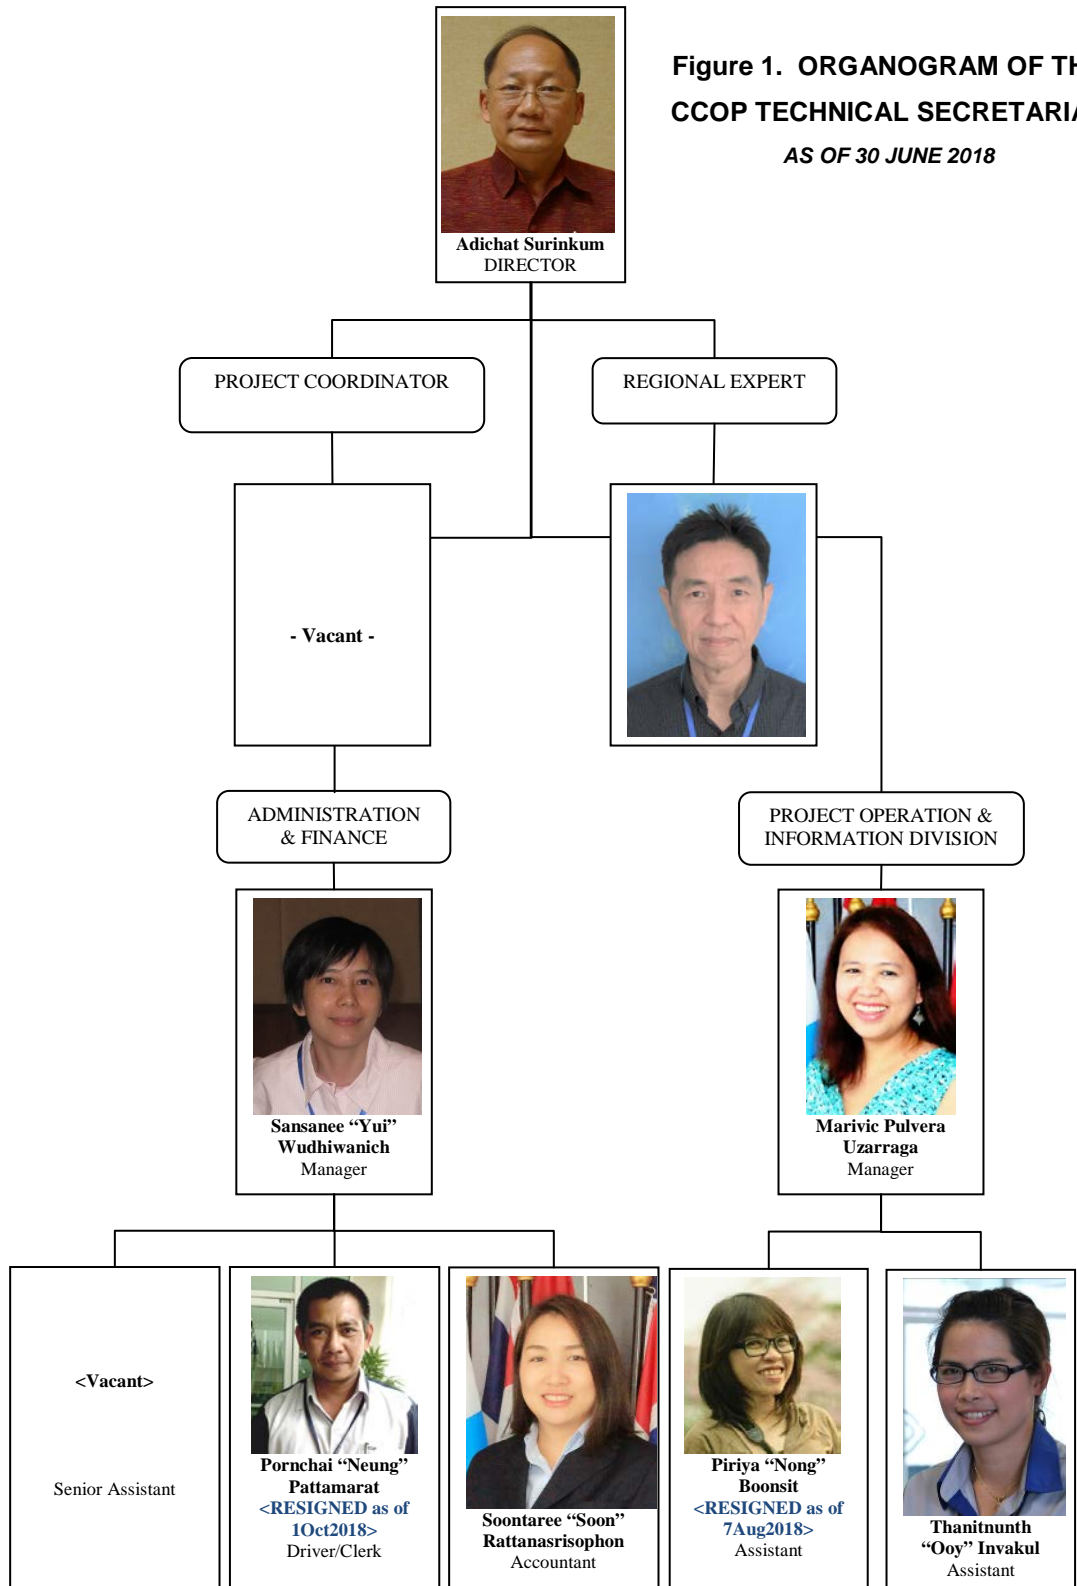 Figure 1. ORGANOGRAM OF TH
CCOP TECHNICAL SECRETARIA
AS OF 30 JUNE 2018
Adichat Surinkum
DIRECTOR
PROJECT COORDINATOR
REGIONAL EXPERT
- Vacant -
ADMINISTRATION
& FINANCE
PROJECT OPERATION &
INFORMATION DIVISION
Sansanee “Yui”
Wudhiwanich
Manager
Marivic Pulvera
Uzarraga
Manager
<Vacant>
Senior Assistant
Pornchai “Neung”
Pattamarat
<RESIGNED as of
1Oct2018>
Driver/Clerk
Soontaree “Soon”
Rattanasrisophon
Accountant
Piriya “Nong”
Boonsit
<RESIGNED as of
7Aug2018>
Assistant
Thanitnunth
“Ooy” Invakul
Assistant